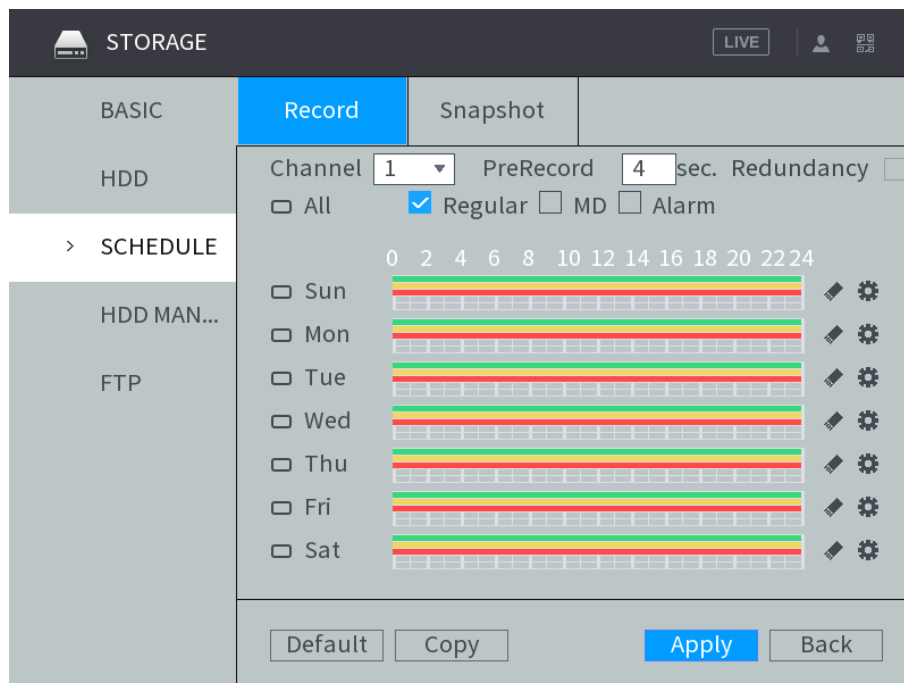 STORAGE LIVE
BASIC
HDD
> SCHEDULE
HDD MAN...
FTP
Record Snapshot
Channel 1 PreRecord 4 sec. Redundancy
All Regular MD Alarm
0 2 4 6 8 10 12 14 16 18 20 22 24
Sun
Mon
Tue
Wed
Thu
Fri
Sat
Default Copy Apply Back